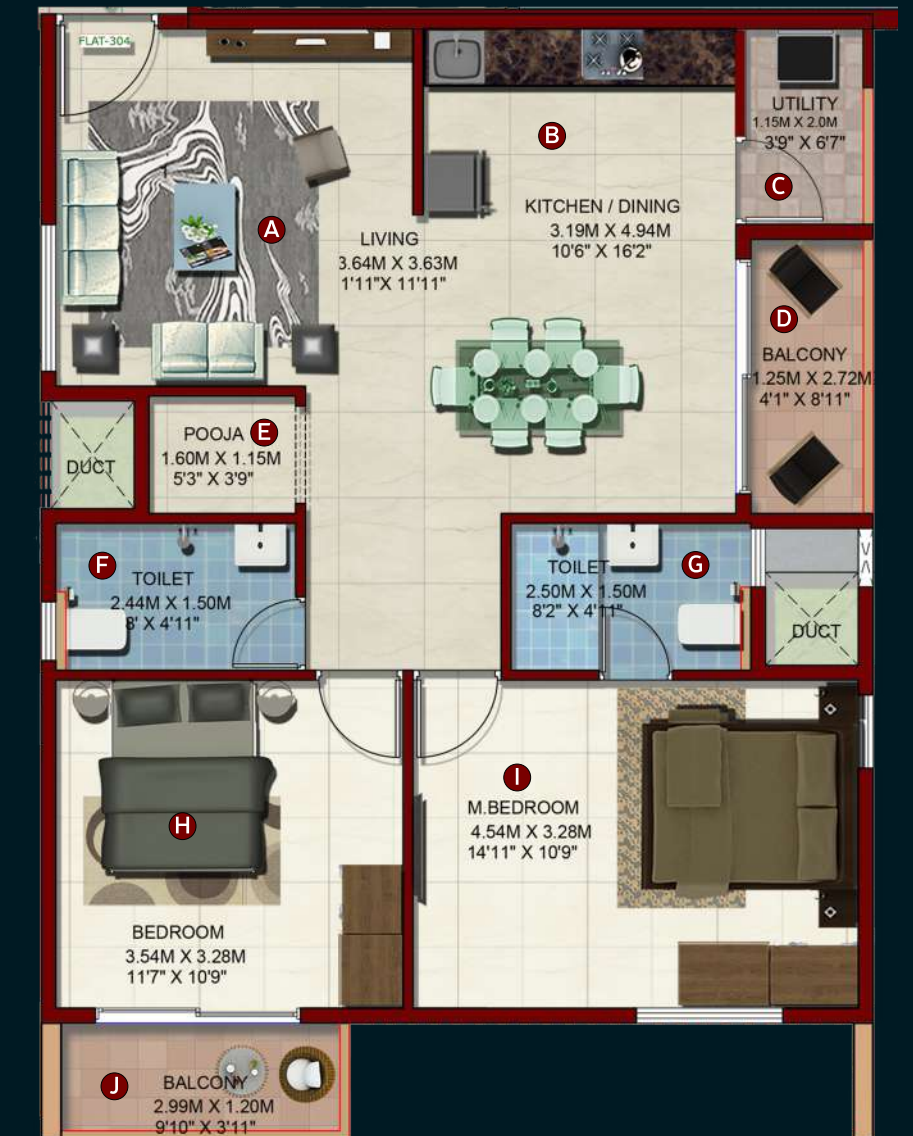 FLAT-304
UTILITY
1.15M X 2.0M
3'9" X 6'7"
B
C
KITCHEN / DINING
3.19M X 4.94M
10'6" X 16'2"
A
LIVING
3.64M X 3.63M
1'11"X 11'11"
D
BALCONY
1.25M X 2.72M
4'1" X 8'11"
POOJA E
1.60M X 1.15M
5'3" X 3'9"
DUCT
F
TOILET
2.44M X 1.50M
8' X 4'11"
G
TOILET
2.50M X 1.50M
8'2" X 4'11"
DUCT
I
M.BEDROOM
4.54M X 3.28M
14'11" X 10'9"
H
BEDROOM
3.54M X 3.28M
11'7" X 10'9"
J
BALCONY
2.99M X 1.20M
9'10" X 3'11"